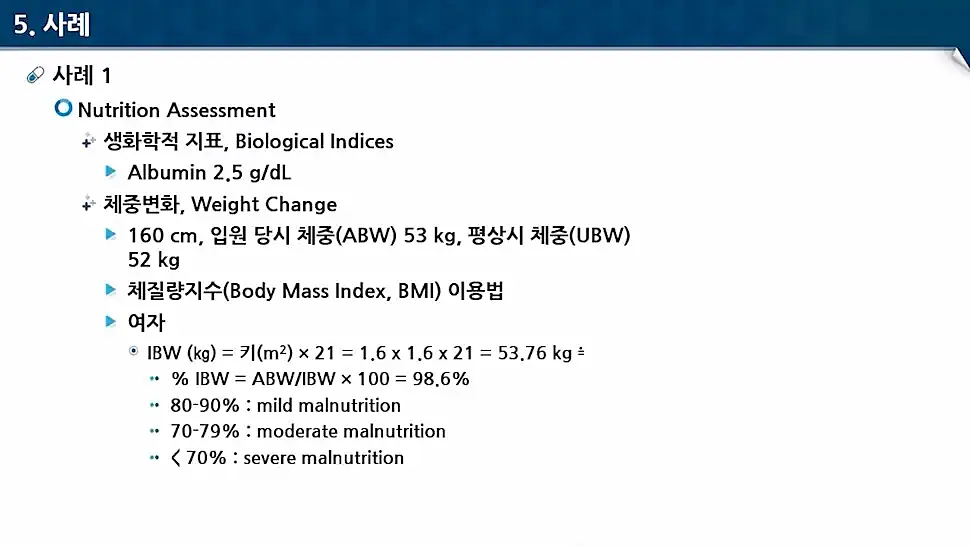 5. 사례
사례 1
Nutrition Assessment
생화학적 지표, Biological Indices
Albumin 2.5 g/dL
체중변화, Weight Change
160 cm, 입원 당시 체중(ABW) 53 kg, 평상시 체중(UBW)
52 kg
체질량지수(Body Mass Index, BMI) 이용법
여자
IBW (㎏) = 키(m²) × 21 = 1.6 x 1.6 x 21 = 53.76 kg ≐
% IBW = ABW/IBW × 100 = 98.6%
80-90% : mild malnutrition
70-79% : moderate malnutrition
< 70% : severe malnutrition